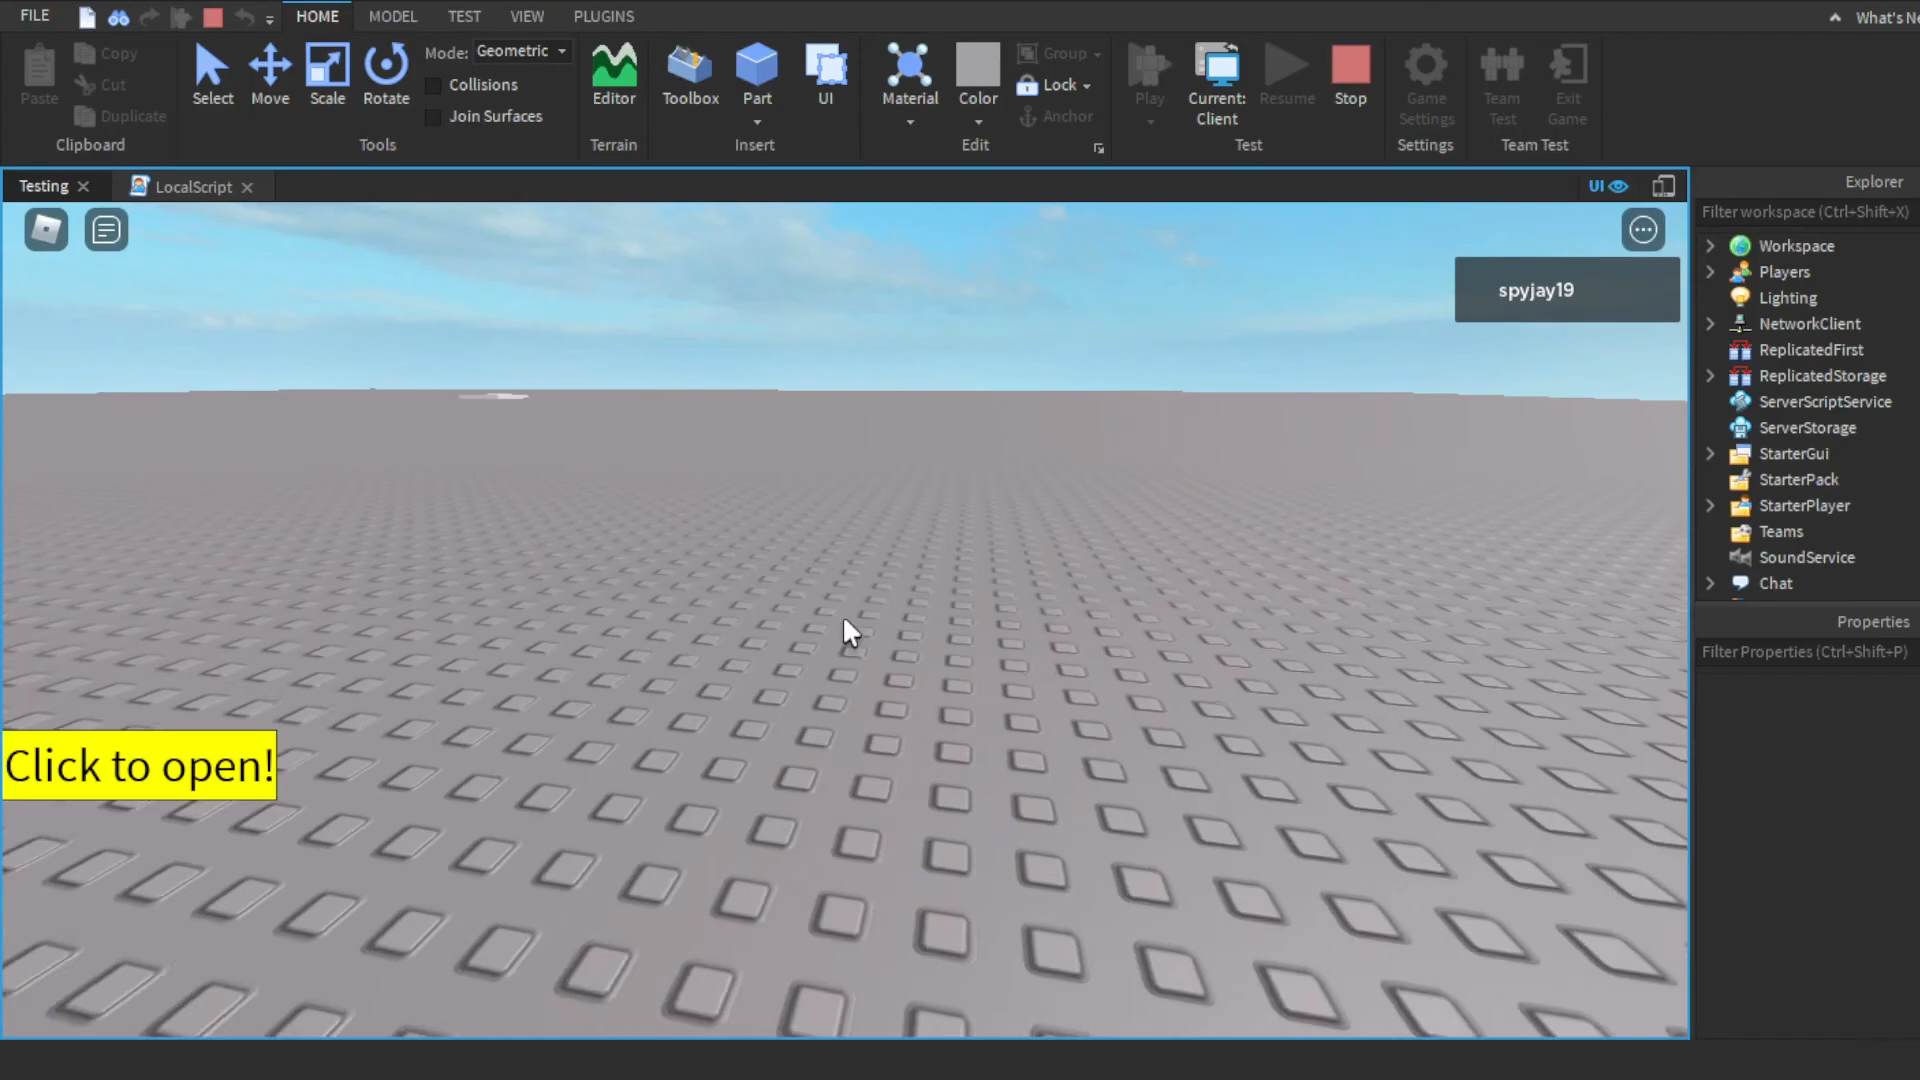 FILE
HOME
MODEL
TEST
VIEW
PLUGINS
What's Ne
Paste
Copy
Cut
Duplicate
Clipboard
Select
Move
Scale
Rotate
Mode: Geometric
Collisions
Join Surfaces
Tools
Editor
Terrain
Toolbox
Part
UI
Insert
Material
Color
Group
Lock
Anchor
Edit
Play
Current:
Client
Resume
Stop
Test
Game
Settings
Settings
Team
Test
Exit
Game
Team Test
Testing
LocalScript
UI
spyjay19
Click to open!
Explorer
Filter workspace (Ctrl+Shift+X)
Workspace
Players
Lighting
NetworkClient
ReplicatedFirst
ReplicatedStorage
ServerScriptService
ServerStorage
StarterGui
StarterPack
StarterPlayer
Teams
SoundService
Chat
Properties
Filter Properties (Ctrl+Shift+P)